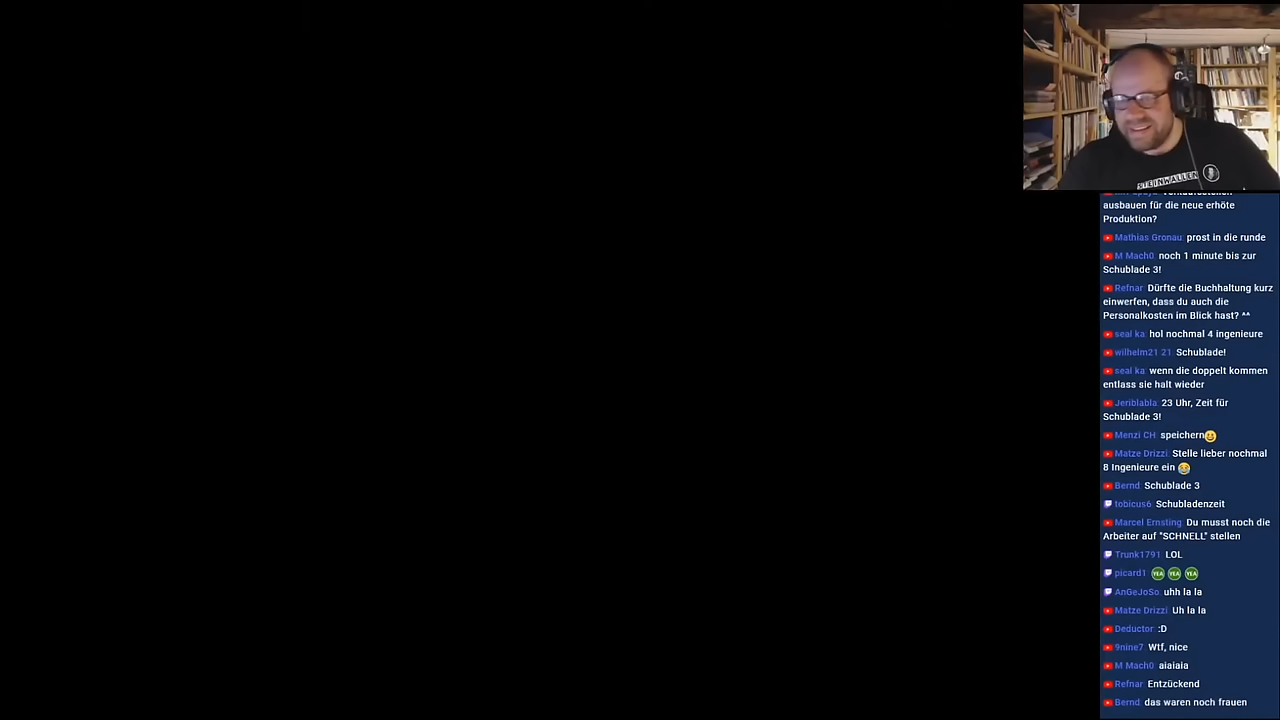 STEINWALLEN
ausbauen für die neue erhöte
Produktion?
Mathias Gronau: prost in die runde
M Mach0: noch 1 minute bis zur
Schublade 3!
Refnar: Dürfte die Buchhaltung kurz
einwerfen, dass du auch die
Personalkosten im Blick hast? ^^
seal ka: hol nochmal 4 ingenieure
wilhelm21 21: Schublade!
seal ka: wenn die doppelt kommen
entlass sie halt wieder
Jeriblabla: 23 Uhr, Zeit für
Schublade 3!
Menzi CH: speichern😀
Matze Drizzi: Stelle lieber nochmal
8 Ingenieure ein 😂
Bernd: Schublade 3
tobicus6: Schubladenzeit
Marcel Ernsting: Du musst noch die
Arbeiter auf "SCHNELL" stellen
Trunk1791: LOL
picard1: YEA YEA YEA
AnGeJoSo: uhh la la
Matze Drizzi: Uh la la
Deductor: :D
9nine7: Wtf, nice
M Mach0: aiaiaia
Refnar: Entzückend
Bernd: das waren noch frauen